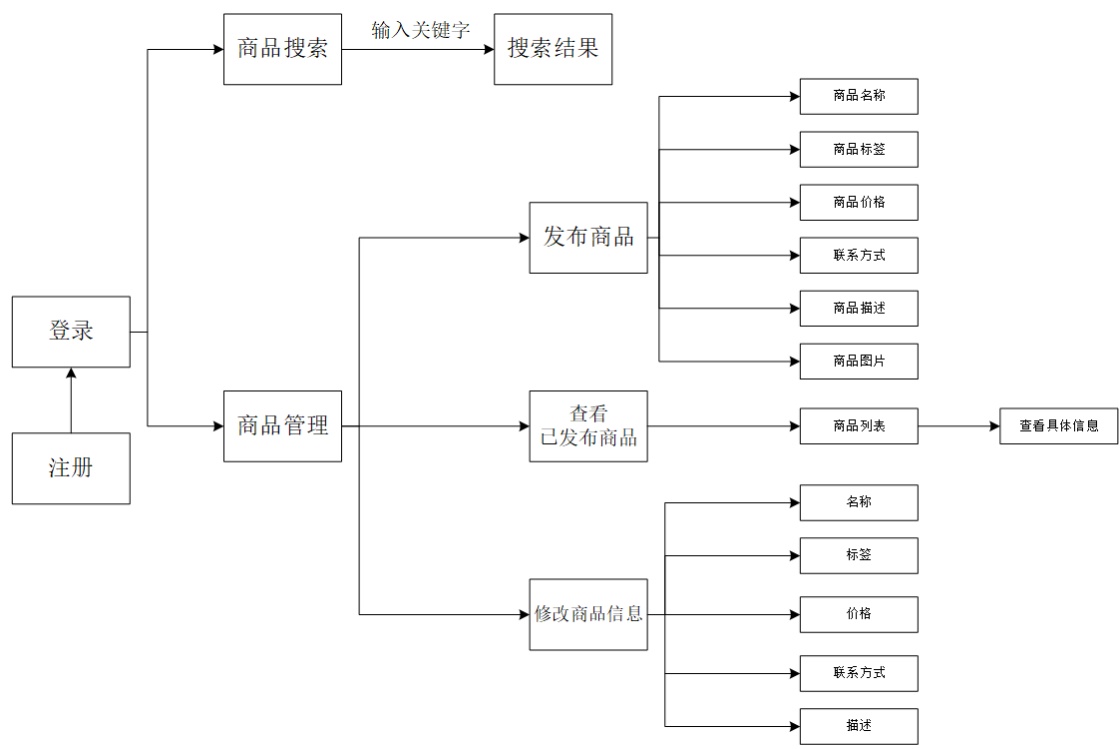 商品搜索
输入关键字
搜索结果
商品名称
商品标签
商品价格
发布商品
联系方式
商品描述
商品图片
登录
注册
商品管理
查看
已发布商品
商品列表
查看具体信息
名称
标签
修改商品信息
价格
联系方式
描述